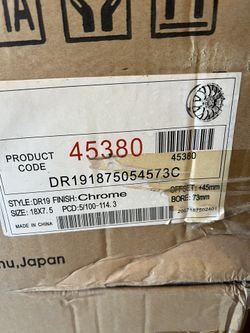 PRODUCT CODE 45380
45380
DR191875054573C
STYLE: DR19 FINISH: Chrome OFFSET: +45mm
SIZE: 18X7.5 PCD: 5/100-114.3 BORE: 73mm
MADE IN CHINA
nu, Japan